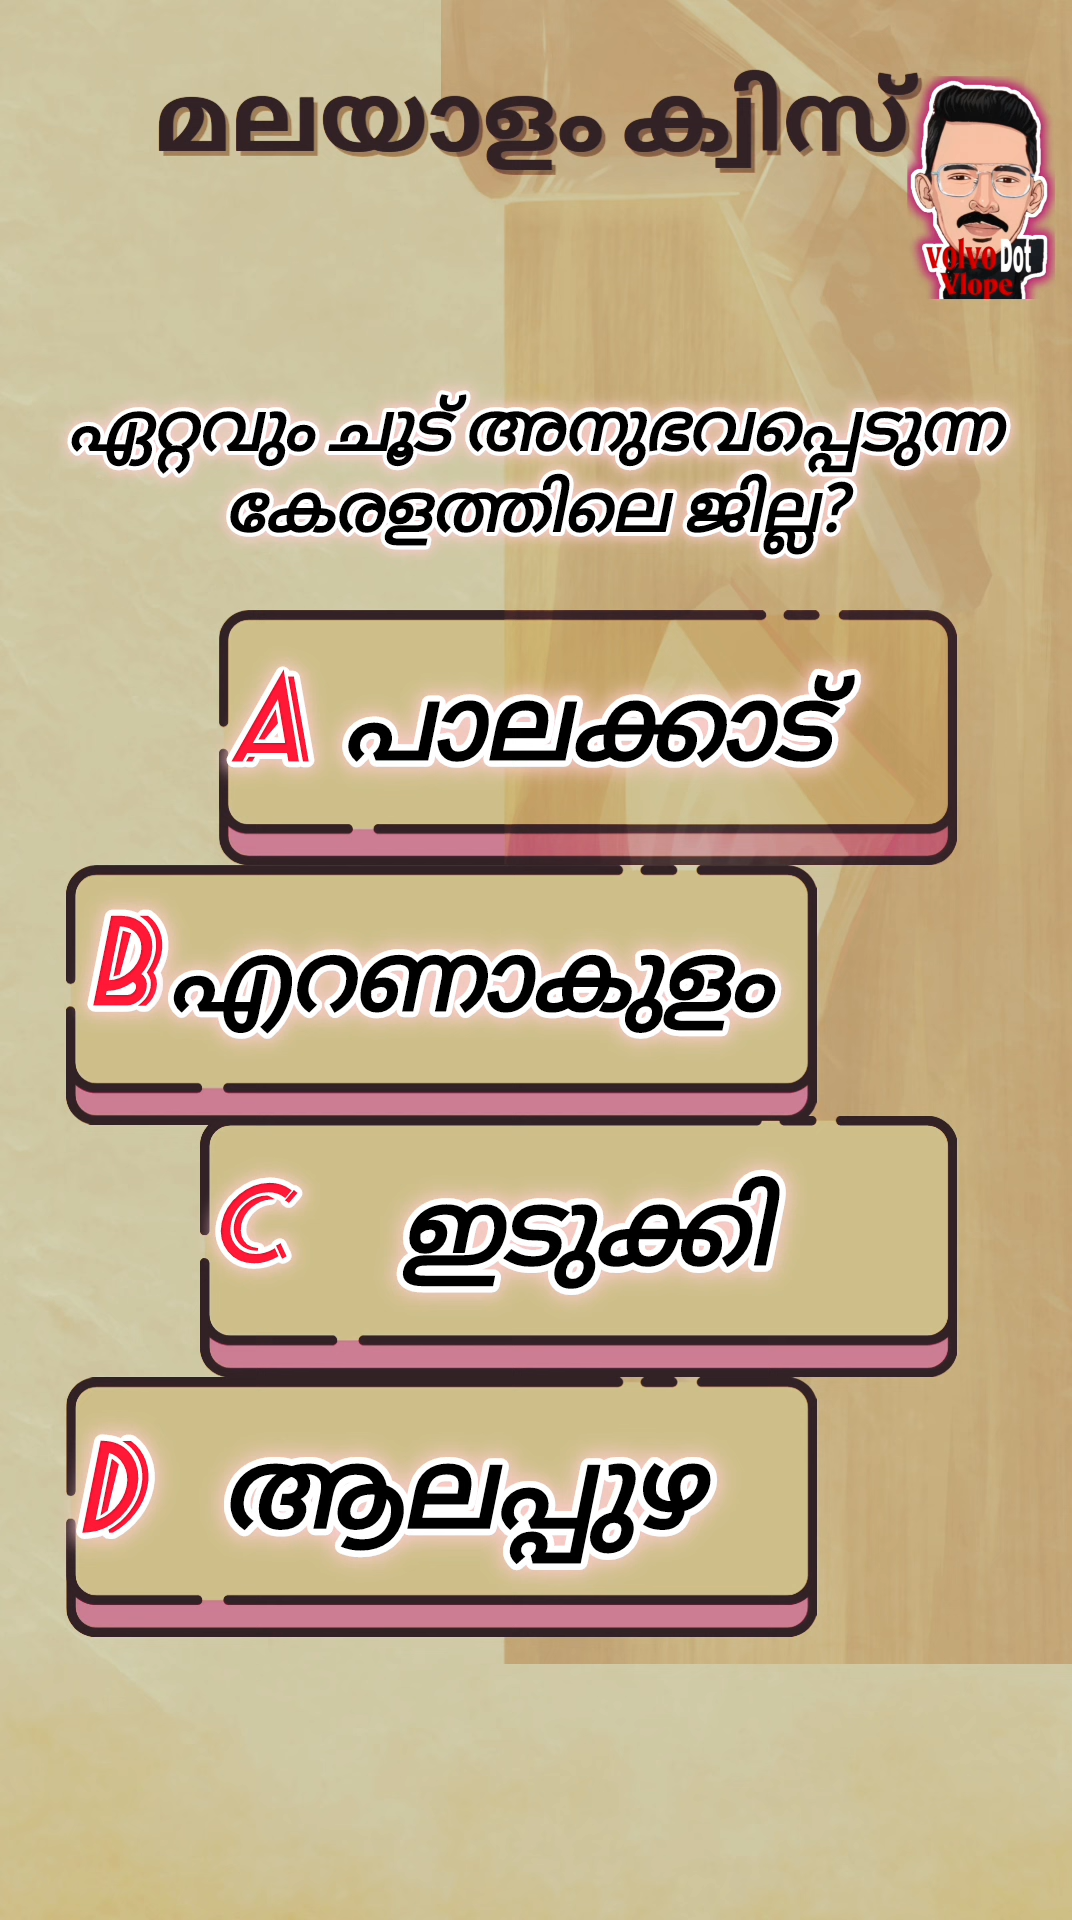 മലയാളം ക്വിസ്
volvo Dot
Vlope
ഏറ്റവും ചൂട് അനുഭവപ്പെടുന്ന
കേരളത്തിലെ ജില്ല?
A പാലക്കാട്
B എറണാകുളം
C ഇടുക്കി
D ആലപ്പുഴ